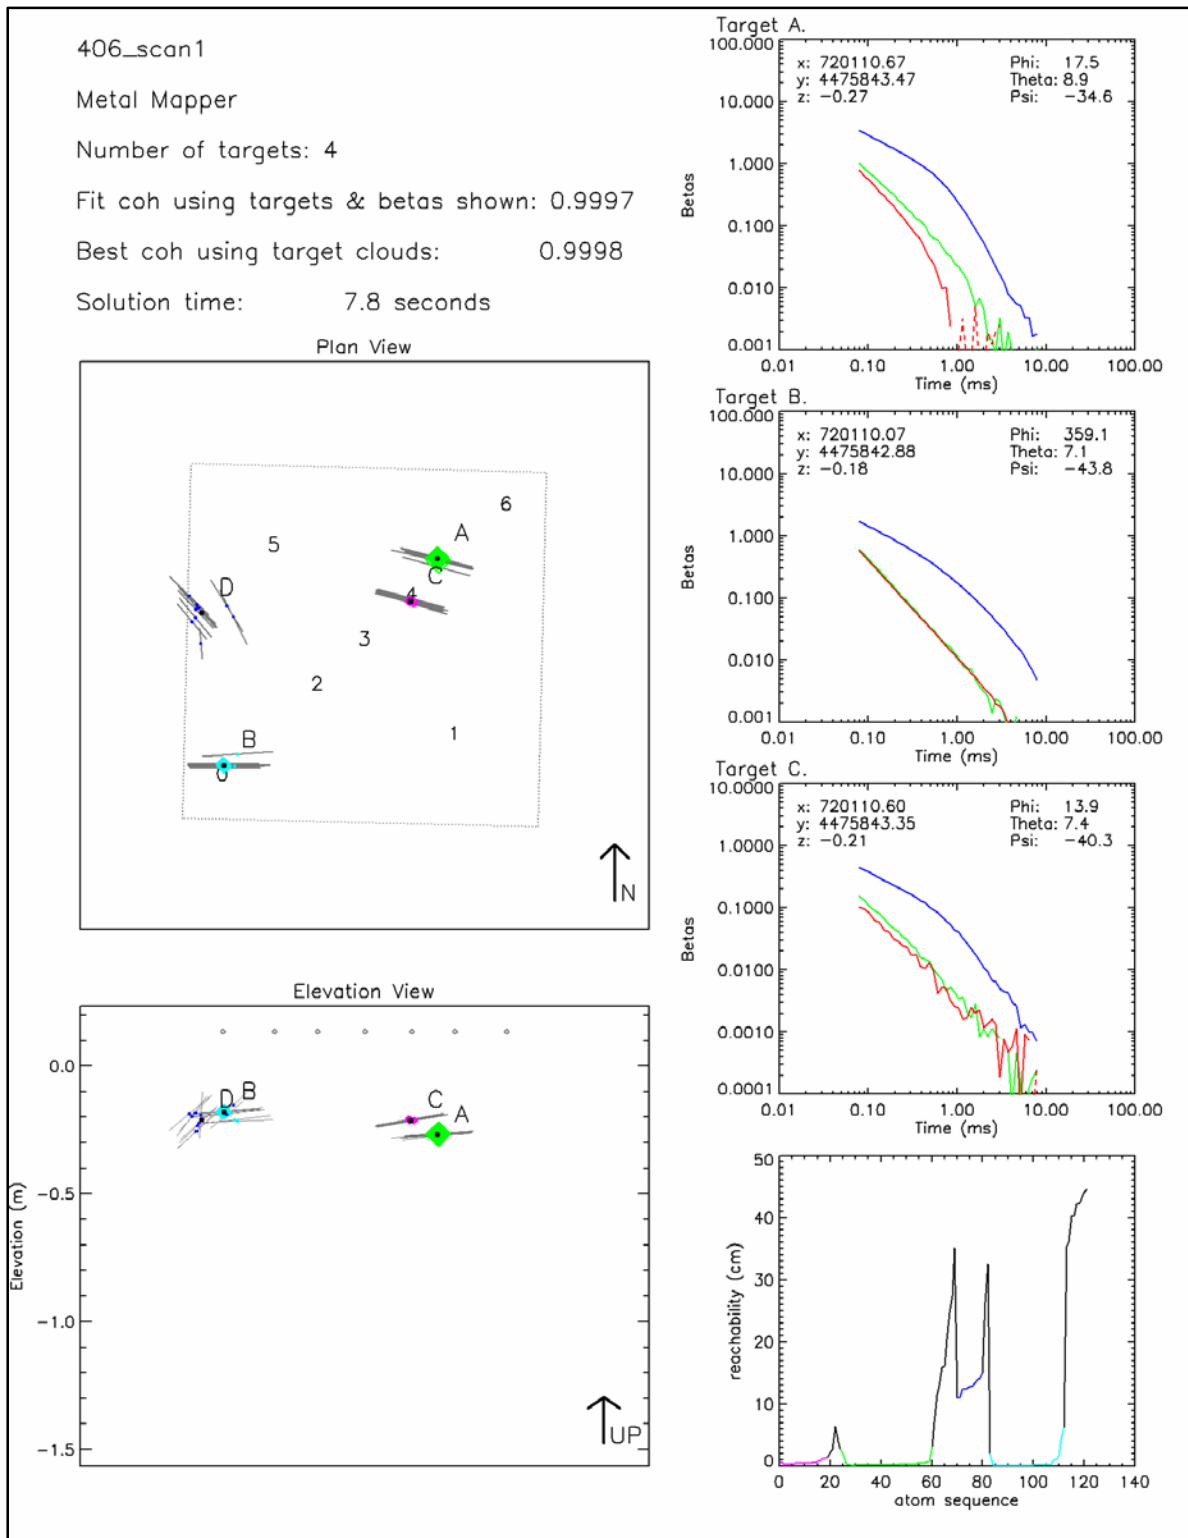 406_scan1
Metal Mapper
Number of targets: 4
Fit coh using targets & betas shown: 0.9997
Best coh using target clouds: 0.9998
Solution time: 7.8 seconds
Plan View
A
6
5
C
4
D
3
2
1
B
0
N
Elevation View
0.0
-0.5
-1.0
-1.5
Elevation (m)
D
B
C
A
UP
Target A.
x: 720110.67 Phi: 17.5
y: 4475843.47 Theta: 8.9
z: -0.27 Psi: -34.6
100.000
10.000
1.000
0.100
0.010
0.001
Betas
0.01 0.10 1.00 10.00 100.00
Time (ms)
Target B.
x: 720110.07 Phi: 359.1
y: 4475842.88 Theta: 7.1
z: -0.18 Psi: -43.8
100.000
10.000
1.000
0.100
0.010
0.001
Betas
0.01 0.10 1.00 10.00 100.00
Time (ms)
Target C.
x: 720110.60 Phi: 13.9
y: 4475843.35 Theta: 7.4
z: -0.21 Psi: -40.3
10.0000
1.0000
0.1000
0.0100
0.0010
0.0001
Betas
0.01 0.10 1.00 10.00 100.00
Time (ms)
50
40
30
20
10
0
reachability (cm)
0 20 40 60 80 100 120 140
atom sequence